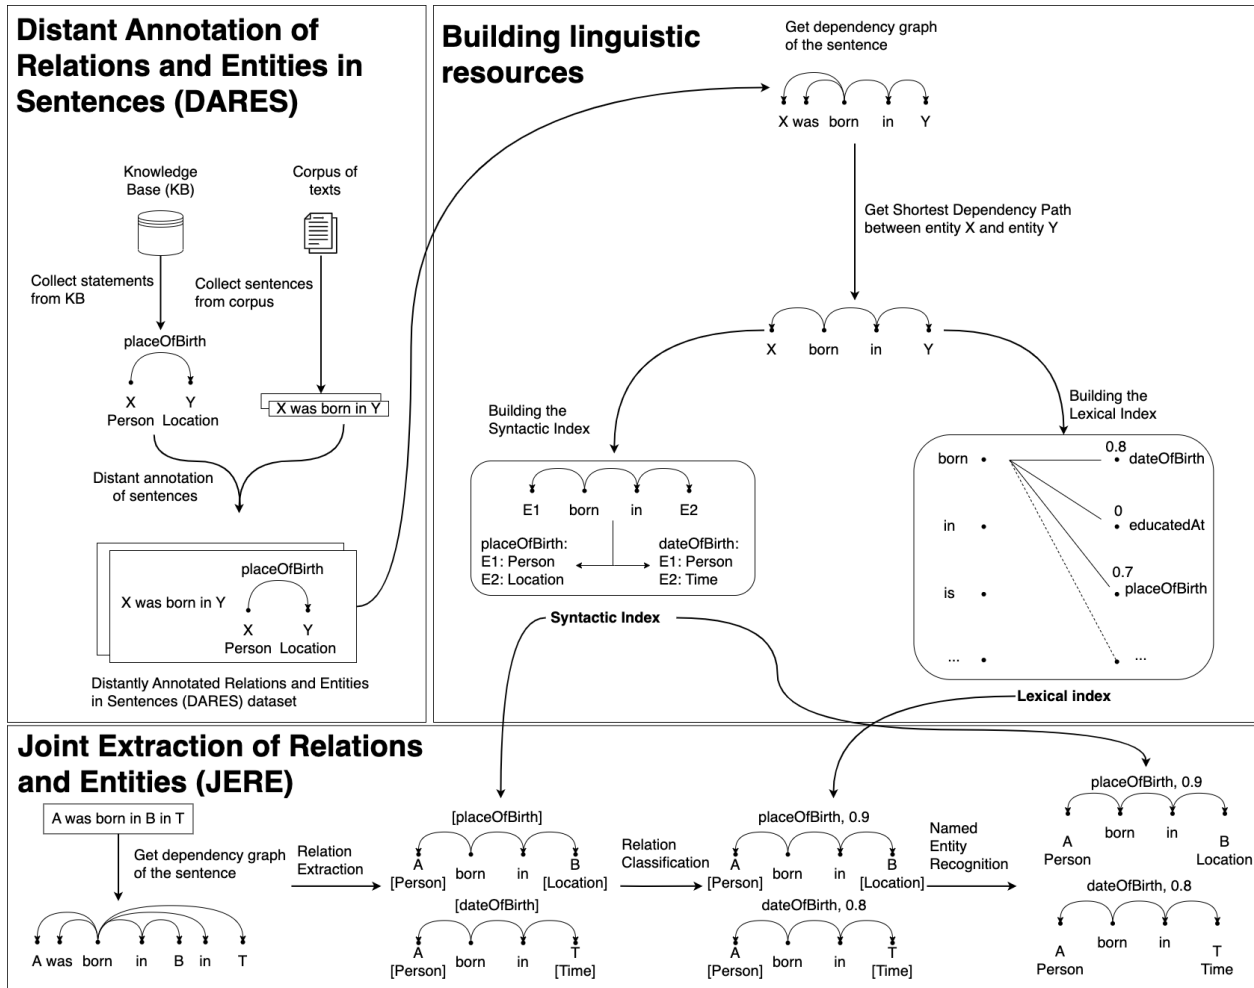 Distant Annotation of
Relations and Entities in
Sentences (DARES)
Knowledge
Base (KB)
Corpus of
texts
Collect statements
from KB
Collect sentences
from corpus
placeOfBirth
X
Y
Person
Location
X was born in Y
Distant annotation
of sentences
placeOfBirth
X was born in Y
X
Y
Person
Location
Distantly Annotated Relations and Entities
in Sentences (DARES) dataset
Building linguistic
resources
Get dependency graph
of the sentence
X was born in Y
Get Shortest Dependency Path
between entity X and entity Y
X born in Y
Building the
Syntactic Index
Building the
Lexical Index
E1 born in E2
placeOfBirth:
E1: Person
E2: Location
dateOfBirth:
E1: Person
E2: Time
Syntactic Index
born
in
is
...
0.8
dateOfBirth
0
educatedAt
0.7
placeOfBirth
...
Lexical index
Joint Extraction of Relations
and Entities (JERE)
A was born in B in T
Get dependency graph
of the sentence
A was born in B in T
Relation
Extraction
[placeOfBirth]
A born in B
[Person] [Location]
[dateOfBirth]
A born in T
[Person] [Time]
Relation
Classification
placeOfBirth, 0.9
A born in B
[Person] [Location]
dateOfBirth, 0.8
A born in T
[Person] [Time]
Named
Entity
Recognition
placeOfBirth, 0.9
A born in B
Person Location
dateOfBirth, 0.8
A born in T
Person Time